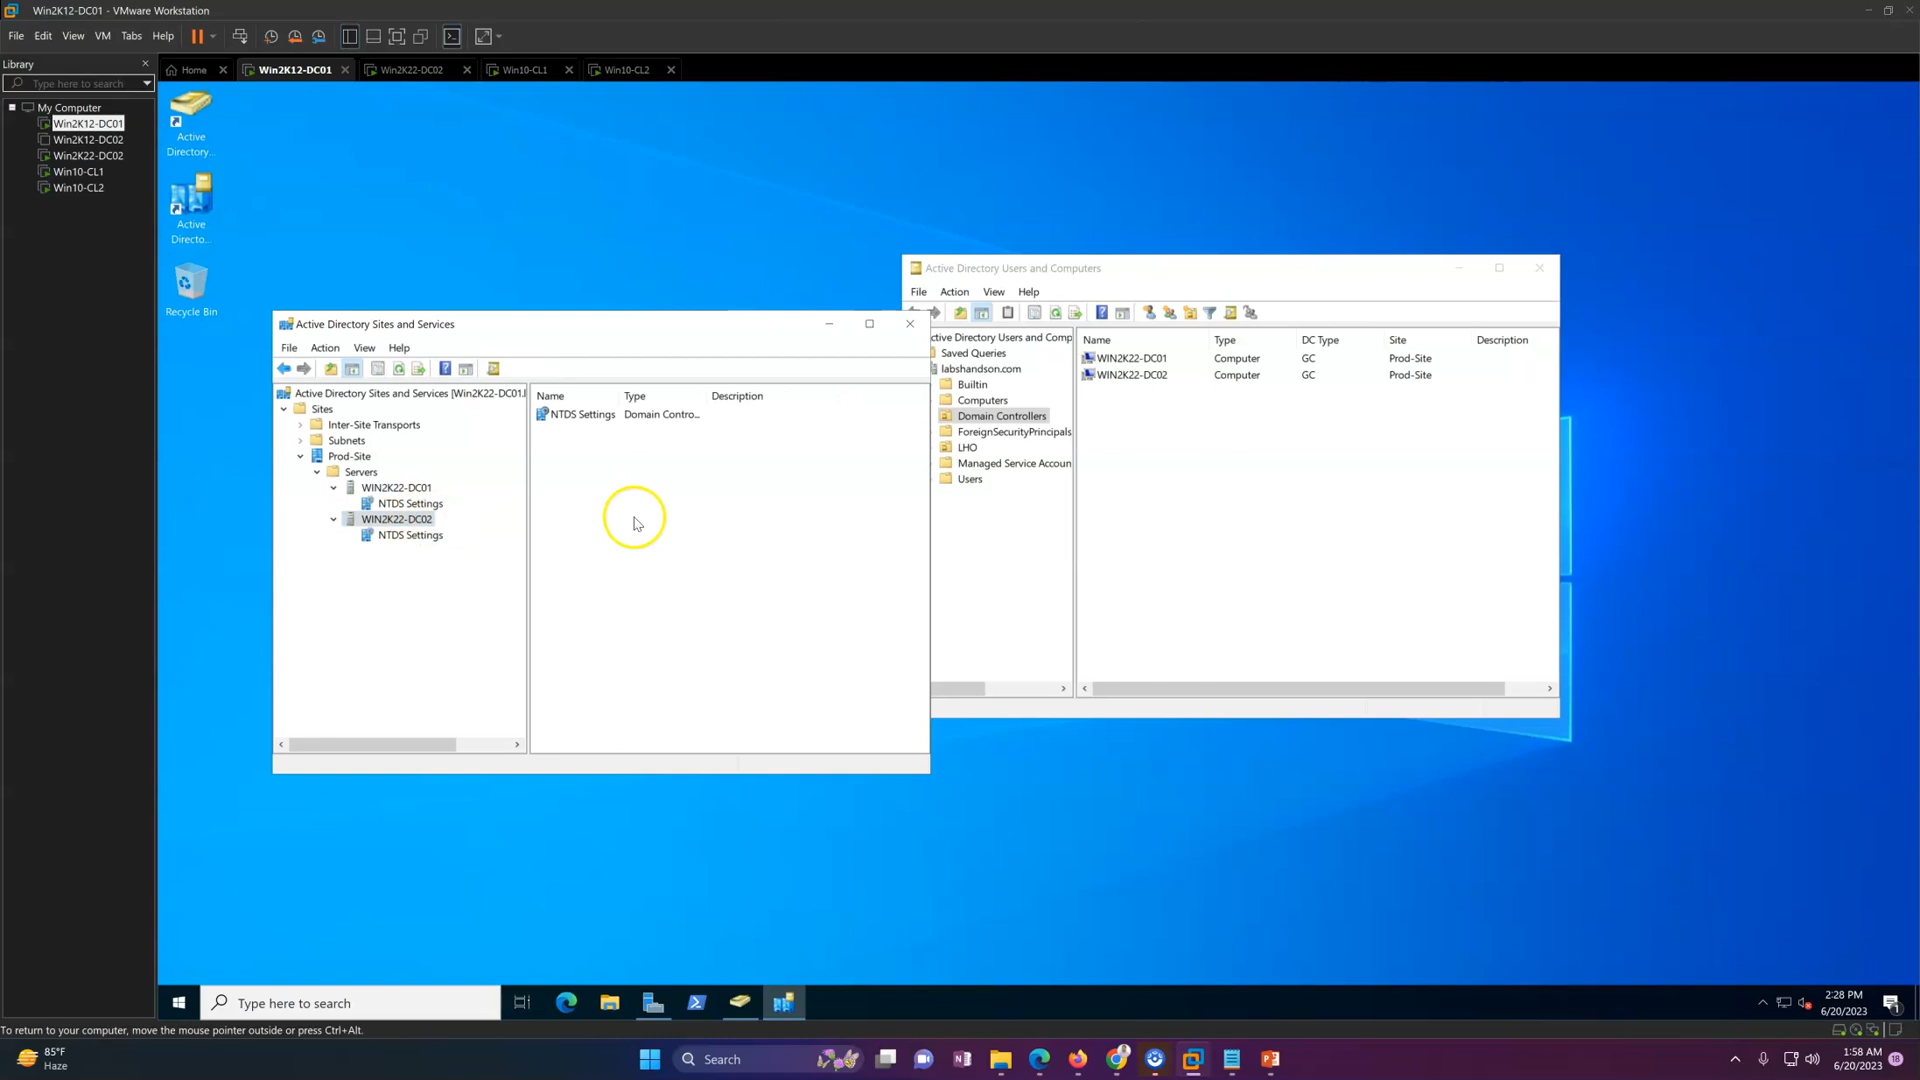 Win2K12-DC01 - VMware Workstation
File Edit View VM Tabs Help
Library
Type here to search
My Computer
Win2K12-DC01
Win2K12-DC02
Win2K22-DC02
Win10-CL1
Win10-CL2
Home Win2K12-DC01 Win2K22-DC02 Win10-CL1 Win10-CL2
Active
Directory...
Active
Directo...
Recycle Bin
Active Directory Users and Computers
File Action View Help
ctive Directory Users and Comp
Saved Queries
labshandson.com
Builtin
Computers
Domain Controllers
ForeignSecurityPrincipals
LHO
Managed Service Accoun
Users
Name Type DC Type Site Description
WIN2K22-DC01 Computer GC Prod-Site
WIN2K22-DC02 Computer GC Prod-Site
Active Directory Sites and Services
File Action View Help
Active Directory Sites and Services [Win2K22-DC01.l
Sites
Inter-Site Transports
Subnets
Prod-Site
Servers
WIN2K22-DC01
NTDS Settings
WIN2K22-DC02
NTDS Settings
Name Type Description
NTDS Settings Domain Contro...
Type here to search
2:28 PM
6/20/2023
1
To return to your computer, move the mouse pointer outside or press Ctrl+Alt.
85°F
Haze
Search
1:58 AM
6/20/2023
18